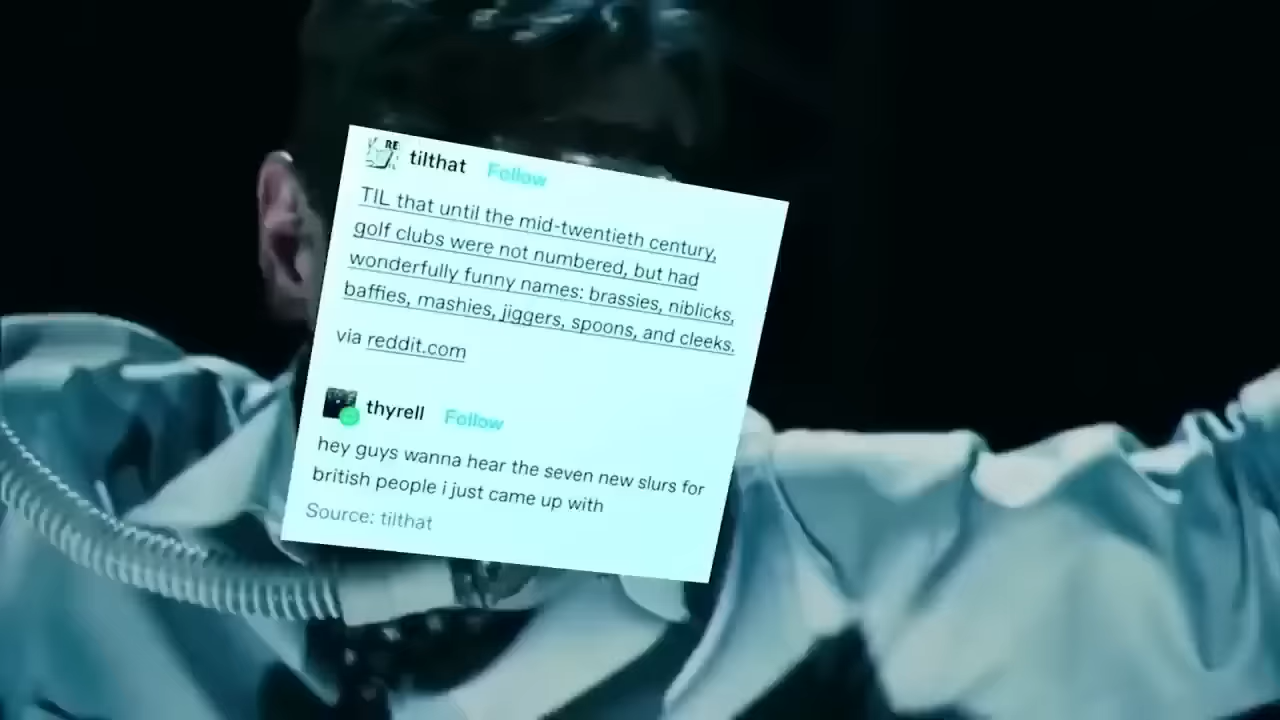 RE
tilthat Follow
TIL that until the mid-twentieth century,
golf clubs were not numbered, but had
wonderfully funny names: brassies, niblicks,
baffies, mashies, jiggers, spoons, and cleeks.
via reddit.com
thyrell Follow
hey guys wanna hear the seven new slurs for
british people i just came up with
Source: tilthat